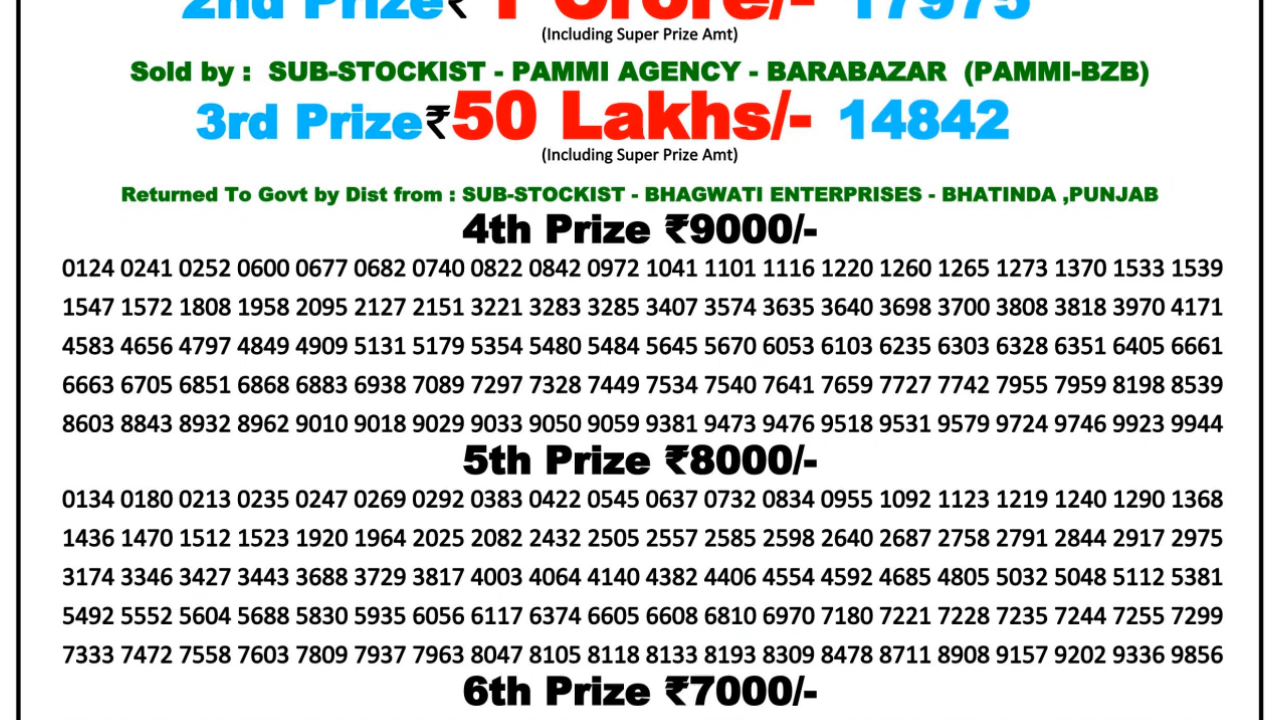 2nd Prize₹ 1 Crore/- 17975
(Including Super Prize Amt)
Sold by : SUB-STOCKIST - PAMMI AGENCY - BARABAZAR (PAMMI-BZB)
3rd Prize₹50 Lakhs/- 14842
(Including Super Prize Amt)
Returned To Govt by Dist from : SUB-STOCKIST - BHAGWATI ENTERPRISES - BHATINDA ,PUNJAB
4th Prize ₹9000/-
0124 0241 0252 0600 0677 0682 0740 0822 0842 0972 1041 1101 1116 1220 1260 1265 1273 1370 1533 1539
1547 1572 1808 1958 2095 2127 2151 3221 3283 3285 3407 3574 3635 3640 3698 3700 3808 3818 3970 4171
4583 4656 4797 4849 4909 5131 5179 5354 5480 5484 5645 5670 6053 6103 6235 6303 6328 6351 6405 6661
6663 6705 6851 6868 6883 6938 7089 7297 7328 7449 7534 7540 7641 7659 7727 7742 7955 7959 8198 8539
8603 8843 8932 8962 9010 9018 9029 9033 9050 9059 9381 9473 9476 9518 9531 9579 9724 9746 9923 9944
5th Prize ₹8000/-
0134 0180 0213 0235 0247 0269 0292 0383 0422 0545 0637 0732 0834 0955 1092 1123 1219 1240 1290 1368
1436 1470 1512 1523 1920 1964 2025 2082 2432 2505 2557 2585 2598 2640 2687 2758 2791 2844 2917 2975
3174 3346 3427 3443 3688 3729 3817 4003 4064 4140 4382 4406 4554 4592 4685 4805 5032 5048 5112 5381
5492 5552 5604 5688 5830 5935 6056 6117 6374 6605 6608 6810 6970 7180 7221 7228 7235 7244 7255 7299
7333 7472 7558 7603 7809 7937 7963 8047 8105 8118 8133 8193 8309 8478 8711 8908 9157 9202 9336 9856
6th Prize ₹7000/-